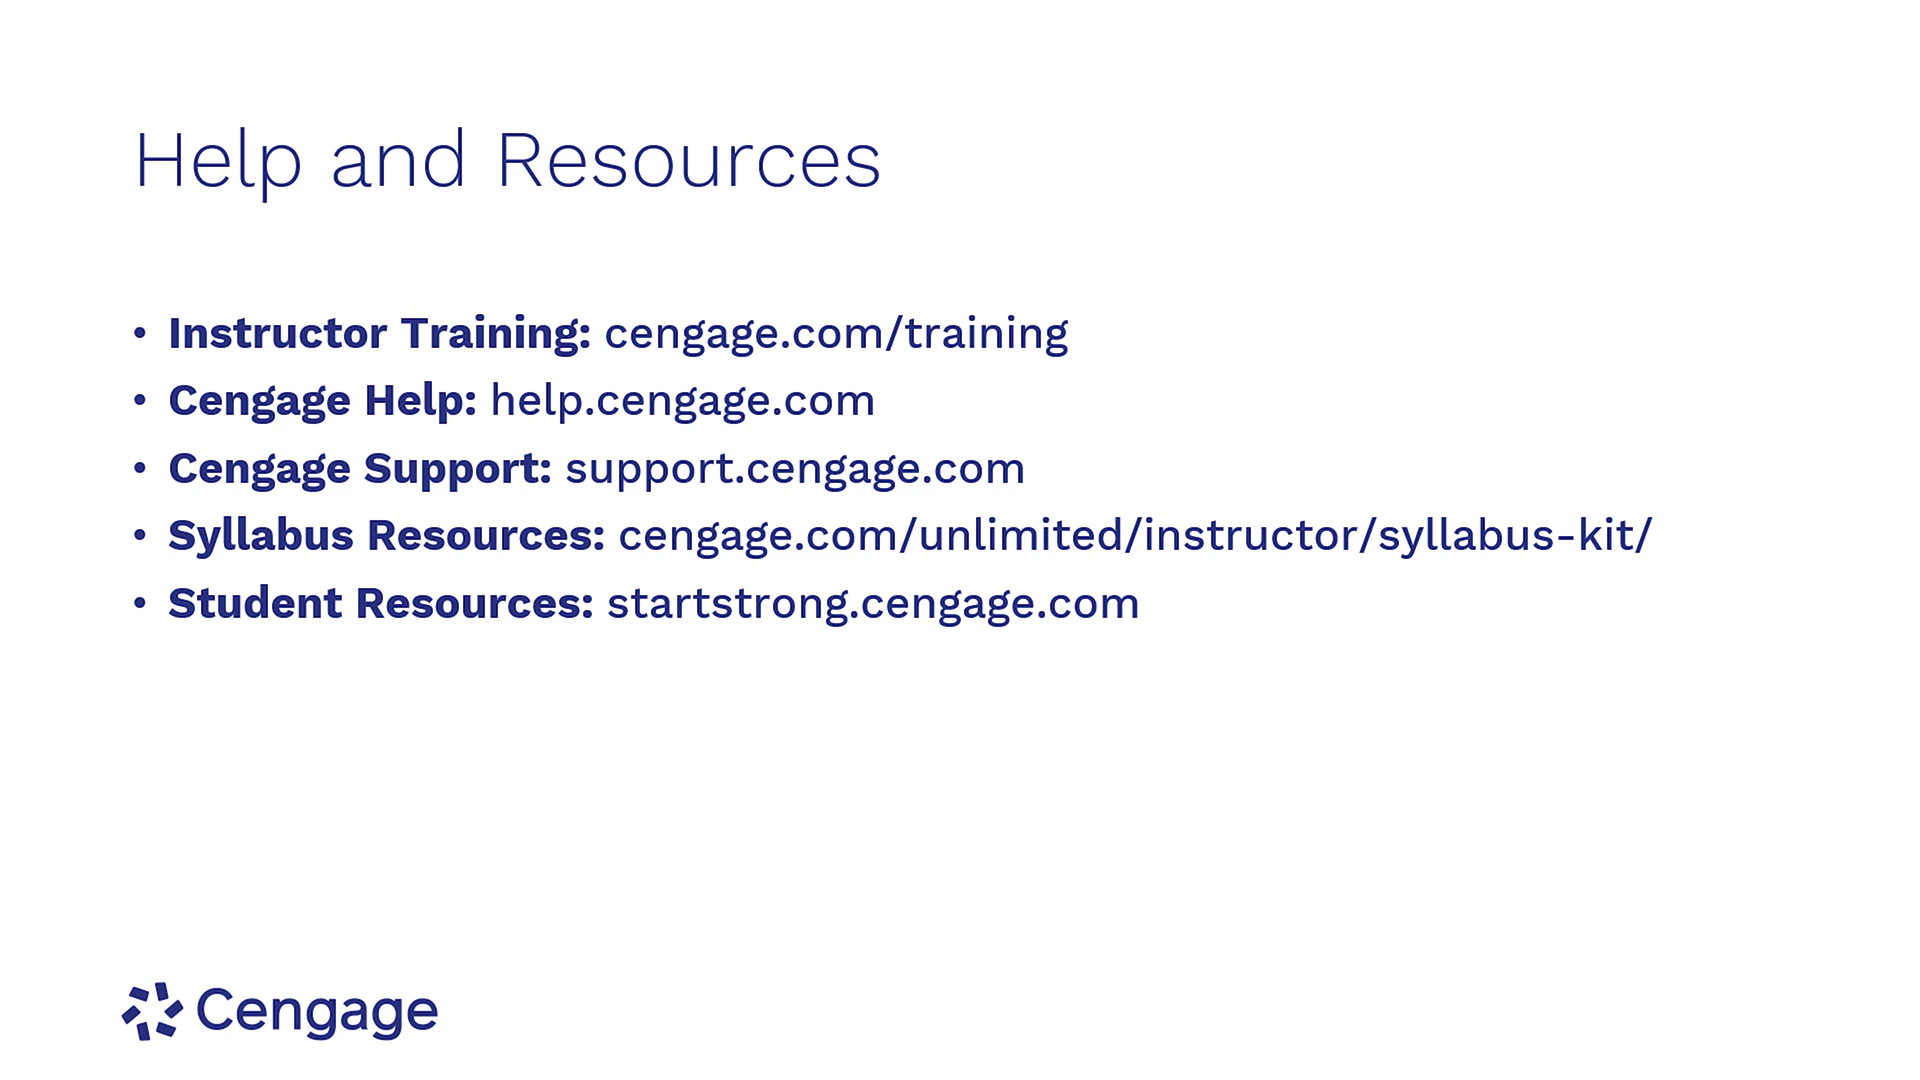 Help and Resources
• Instructor Training: cengage.com/training
• Cengage Help: help.cengage.com
• Cengage Support: support.cengage.com
• Syllabus Resources: cengage.com/unlimited/instructor/syllabus-kit/
• Student Resources: startstrong.cengage.com
Cengage